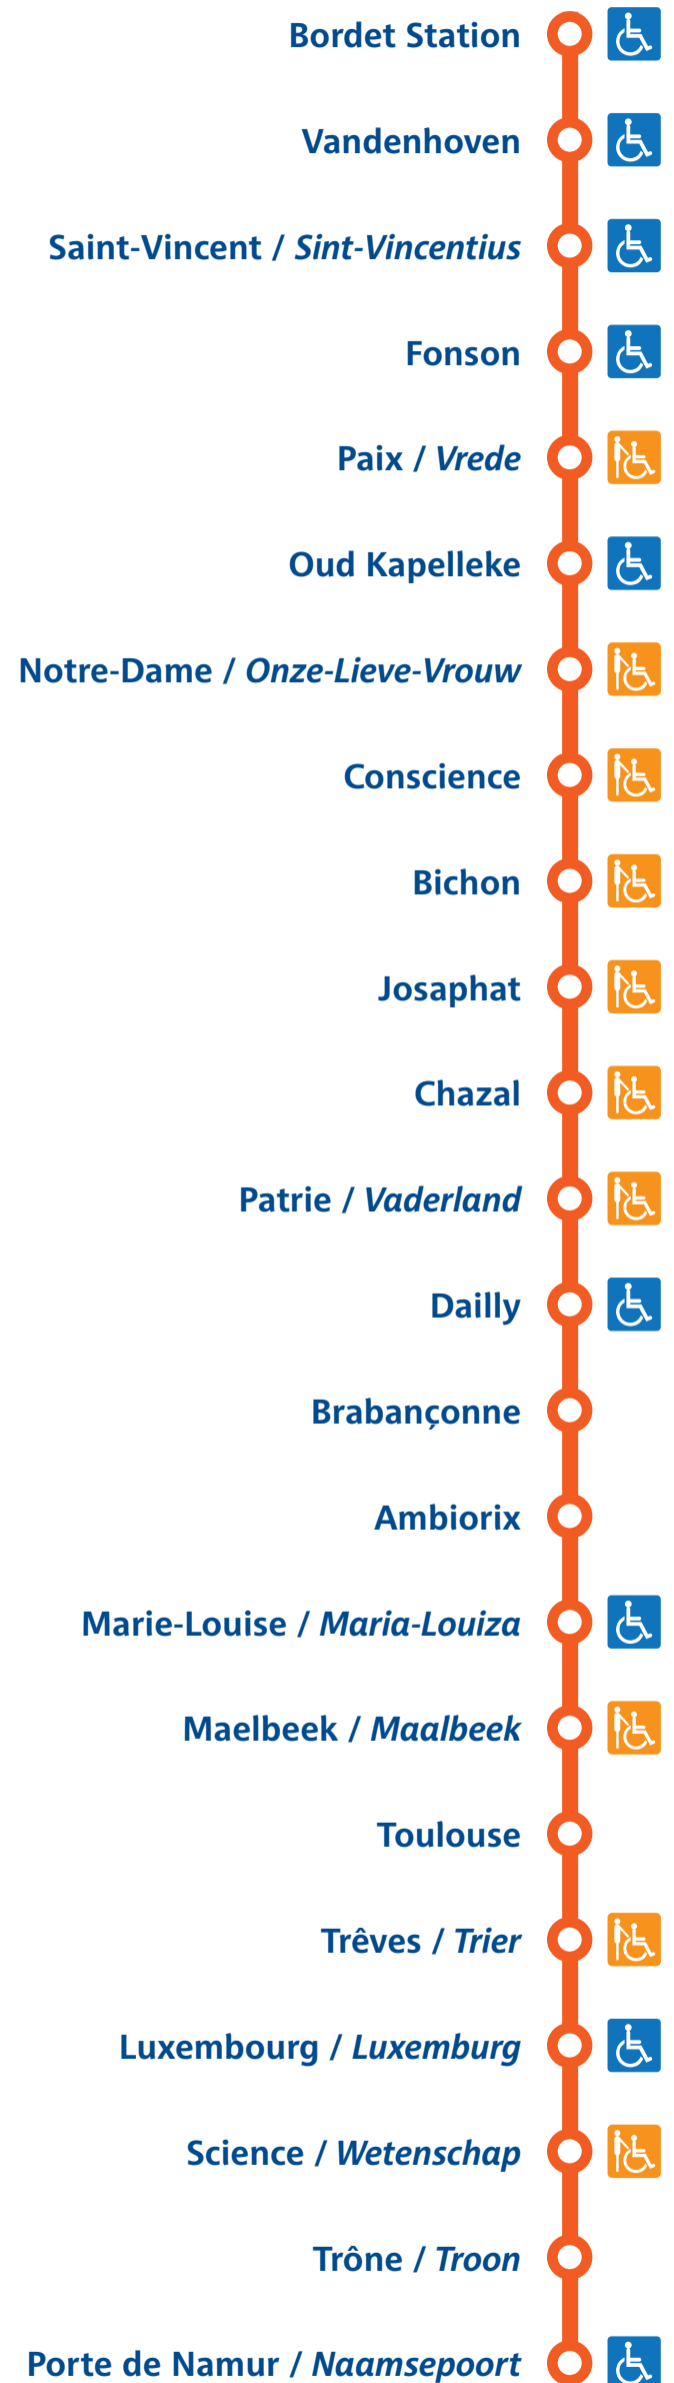 Bordet Station
Vandenhoven
Saint-Vincent / Sint-Vincentius
Fonson
Paix / Vrede
Oud Kapelleke
Notre-Dame / Onze-Lieve-Vrouw
Conscience
Bichon
Josaphat
Chazal
Patrie / Vaderland
Dailly
Brabançonne
Ambiorix
Marie-Louise / Maria-Louiza
Maelbeek / Maalbeek
Toulouse
Trêves / Trier
Luxembourg / Luxemburg
Science / Wetenschap
Trône / Troon
Porte de Namur / Naamsepoort